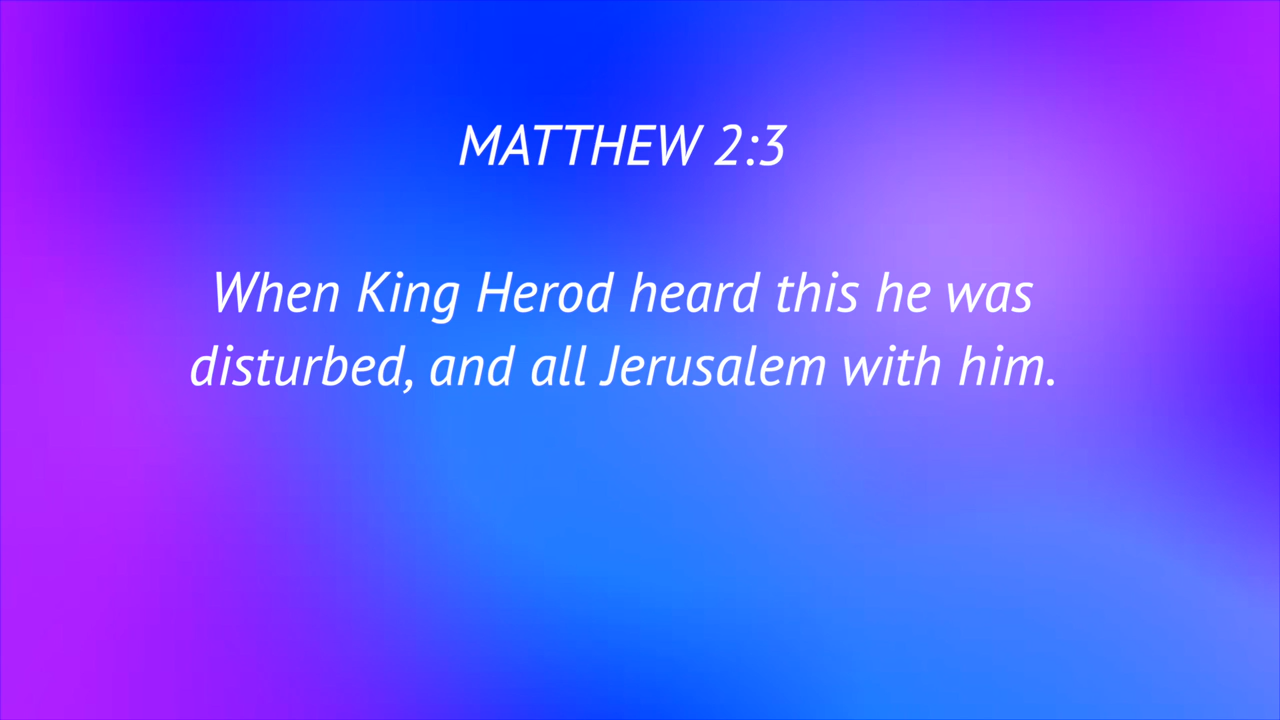 MATTHEW 2:3
When King Herod heard this he was
disturbed, and all Jerusalem with him.